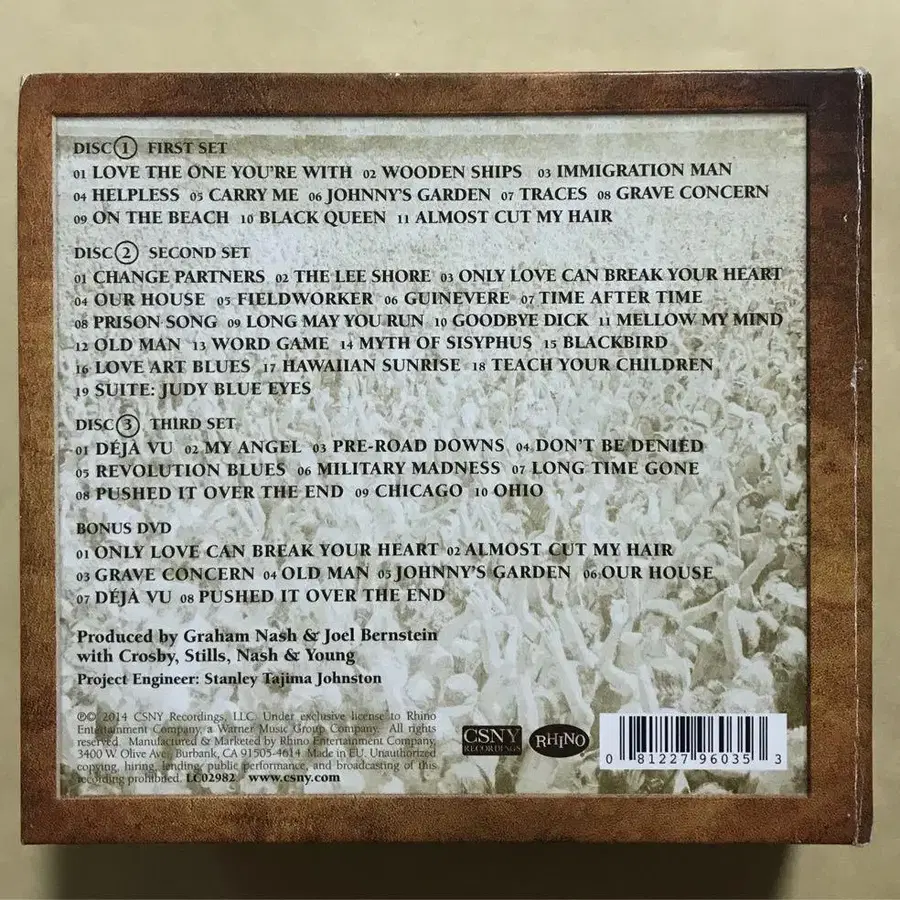 DISC 1 FIRST SET
01 LOVE THE ONE YOU'RE WITH 02 WOODEN SHIPS 03 IMMIGRATION MAN
04 HELPLESS 05 CARRY ME 06 JOHNNY'S GARDEN 07 TRACES 08 GRAVE CONCERN
09 ON THE BEACH 10 BLACK QUEEN 11 ALMOST CUT MY HAIR
DISC 2 SECOND SET
01 CHANGE PARTNERS 02 THE LEE SHORE 03 ONLY LOVE CAN BREAK YOUR HEART
04 OUR HOUSE 05 FIELDWORKER 06 GUINEVERE 07 TIME AFTER TIME
08 PRISON SONG 09 LONG MAY YOU RUN 10 GOODBYE DICK 11 MELLOW MY MIND
12 OLD MAN 13 WORD GAME 14 MYTH OF SISYPHUS 15 BLACKBIRD
16 LOVE ART BLUES 17 HAWAIIAN SUNRISE 18 TEACH YOUR CHILDREN
19 SUITE: JUDY BLUE EYES
DISC 3 THIRD SET
01 DÉJÀ VU 02 MY ANGEL 03 PRE-ROAD DOWNS 04 DON'T BE DENIED
05 REVOLUTION BLUES 06 MILITARY MADNESS 07 LONG TIME GONE
08 PUSHED IT OVER THE END 09 CHICAGO 10 OHIO
BONUS DVD
01 ONLY LOVE CAN BREAK YOUR HEART 02 ALMOST CUT MY HAIR
03 GRAVE CONCERN 04 OLD MAN 05 JOHNNY'S GARDEN 06 OUR HOUSE
07 DÉJÀ VU 08 PUSHED IT OVER THE END
Produced by Graham Nash & Joel Bernstein
with Crosby, Stills, Nash & Young
Project Engineer: Stanley Tajima Johnston
℗© 2014 CSNY Recordings, LLC. Under exclusive license to Rhino
Entertainment Company, a Warner Music Group Company. All rights
reserved. Manufactured & Marketed by Rhino Entertainment Company,
3400 W. Olive Ave. Burbank, CA 91505-4614 Made in EU. Unauthorized
copying, hiring, lending, public performance, and broadcasting of this
recording prohibited. LC02982 www.csny.com
CSNY
RECORDINGS
RHINO
0 81227 96035 3